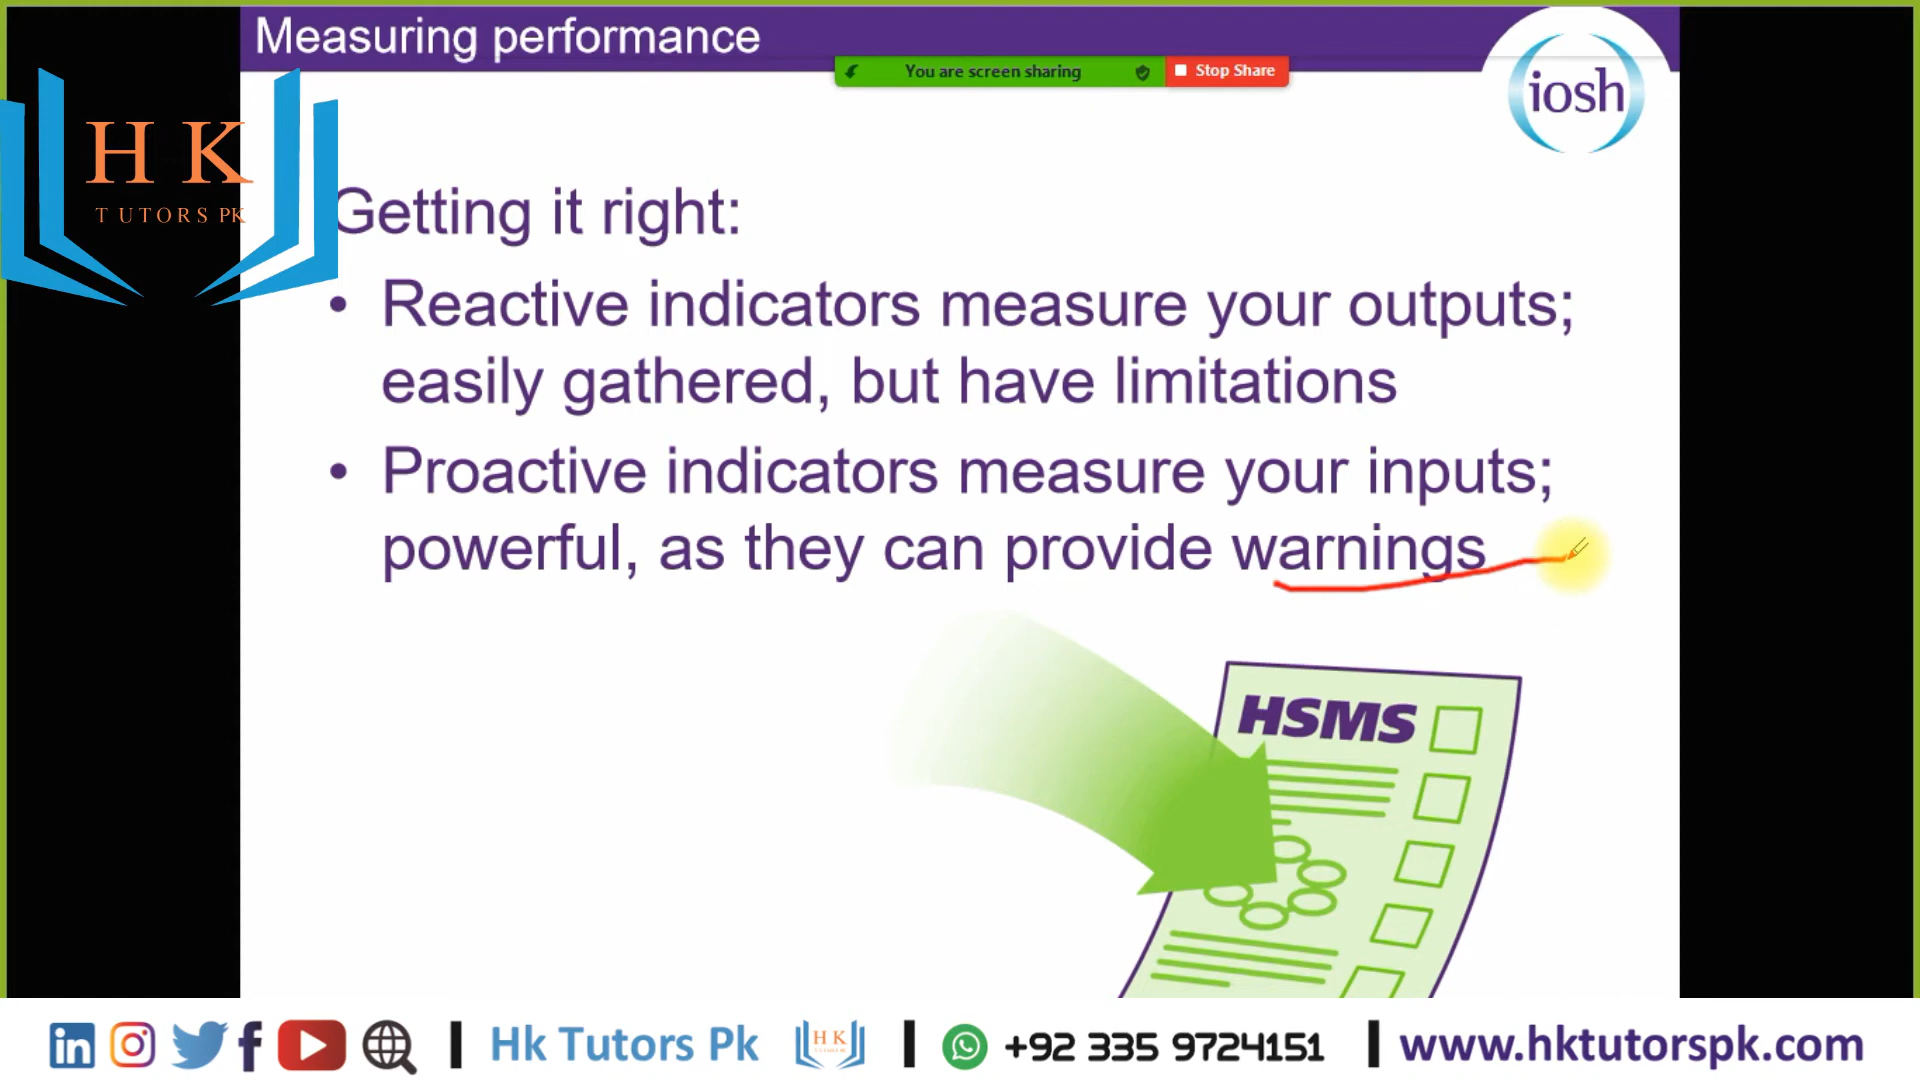 Measuring performance
You are screen sharing
Stop Share
iosh
H K
TUTORS PK
Getting it right:
• Reactive indicators measure your outputs;
easily gathered, but have limitations
• Proactive indicators measure your inputs;
powerful, as they can provide warnings
HSMS
Hk Tutors Pk
H K
+92 335 9724151
www.hktutorspk.com